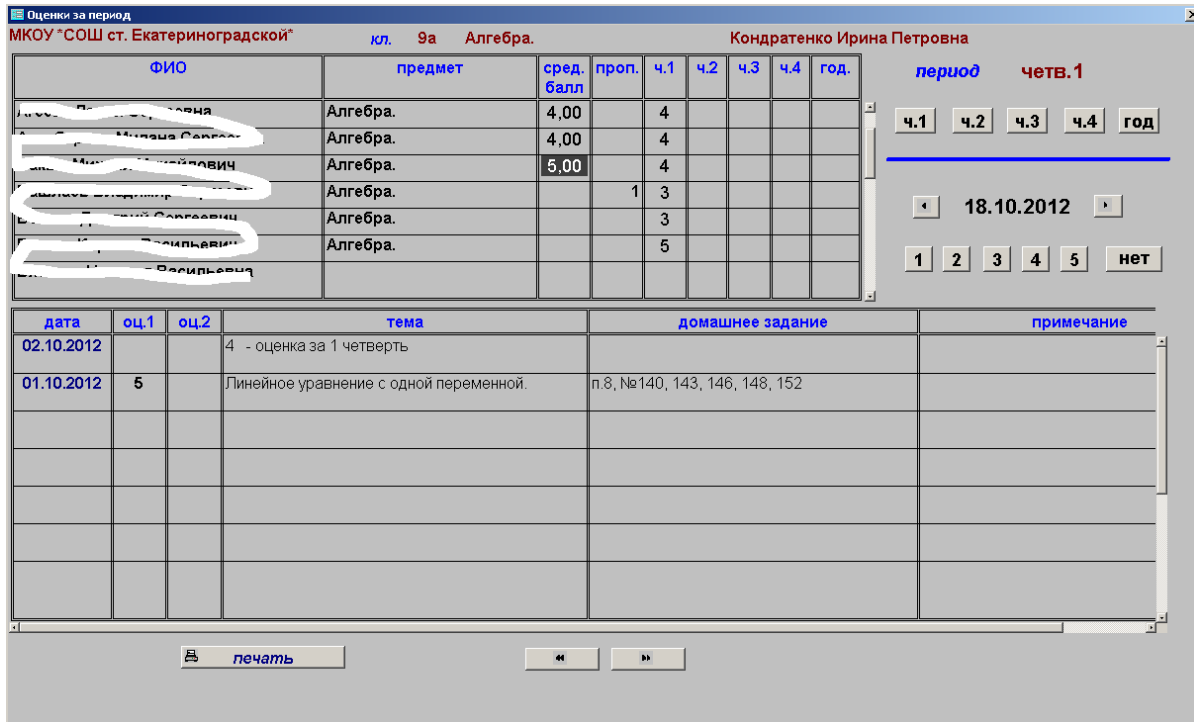 Оценки за период
МКОУ "СОШ ст. Екатериноградской" кл. 9а Алгебра. Кондратенко Ирина Петровна
ФИО предмет сред. балл проп. ч.1 ч.2 ч.3 ч.4 год.
период четв.1
Алгебра. 4,00 4
Алгебра. 4,00 4
Алгебра. 5,00 4
Алгебра. 1 3
Алгебра. 3
Алгебра. 5
ч.1 ч.2 ч.3 ч.4 год
18.10.2012
1 2 3 4 5 нет
дата оц.1 оц.2 тема домашнее задание примечание
02.10.2012 4 - оценка за 1 четверть
01.10.2012 5 Линейное уравнение с одной переменной. п.8, №140, 143, 146, 148, 152
печать